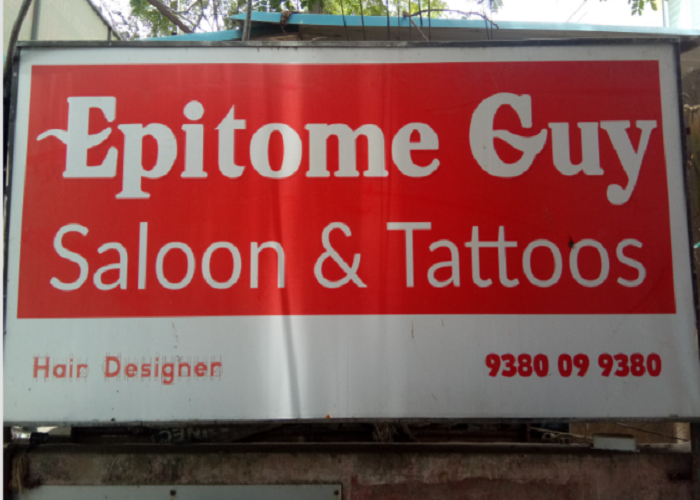 Epitome Guy
Saloon & Tattoos
Hair Designer 9380 09 9380